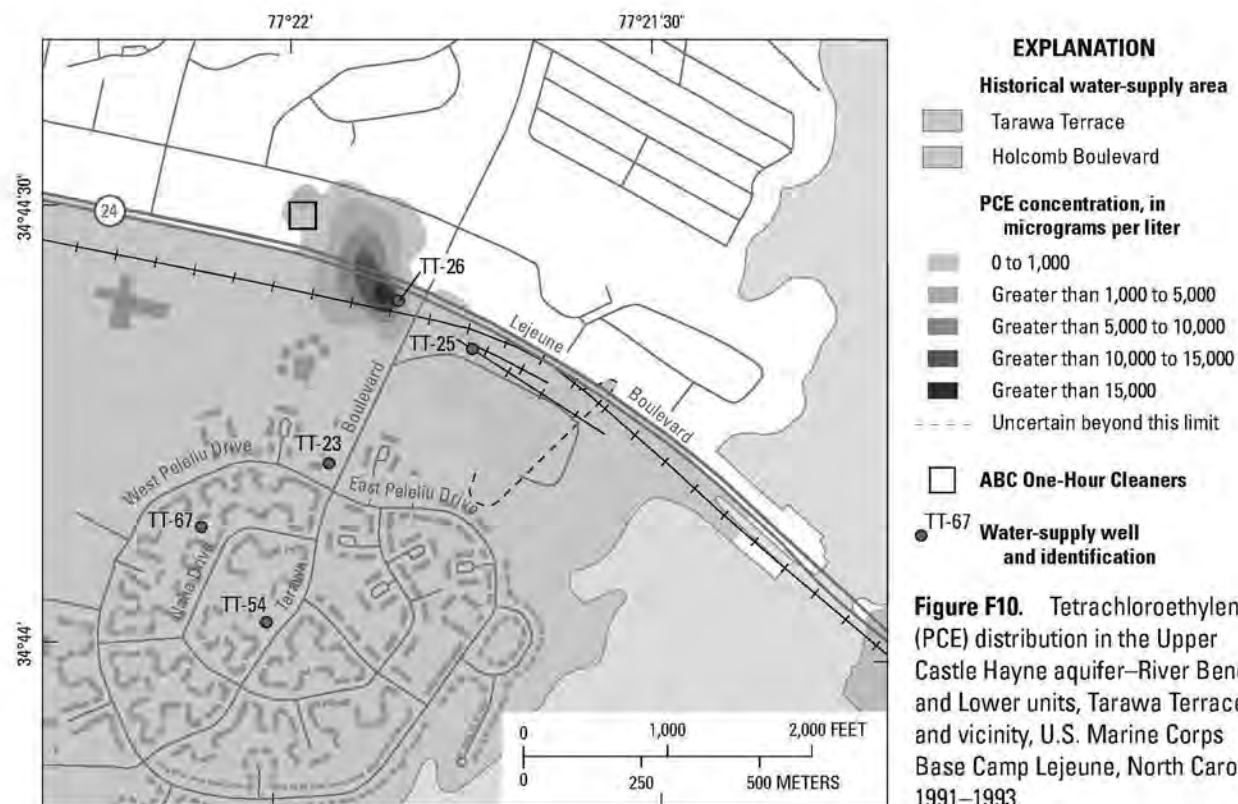 77°22'
77°21'30"
34°44'30"
34°44'
24
TT-26
TT-25
Lejeune
Boulevard
Boulevard
TT-23
West Peleliu Drive
East Peleliu Drive
TT-67
Tarawa
TT-54
0 1,000 2,000 FEET
0 250 500 METERS
EXPLANATION
Historical water-supply area
Tarawa Terrace
Holcomb Boulevard
PCE concentration, in
micrograms per liter
0 to 1,000
Greater than 1,000 to 5,000
Greater than 5,000 to 10,000
Greater than 10,000 to 15,000
Greater than 15,000
Uncertain beyond this limit
ABC One-Hour Cleaners
TT-67 Water-supply well
and identification
Figure F10. Tetrachloroethylen
(PCE) distribution in the Upper
Castle Hayne aquifer–River Ben
and Lower units, Tarawa Terrace
and vicinity, U.S. Marine Corps
Base Camp Lejeune, North Caro
1991–1993